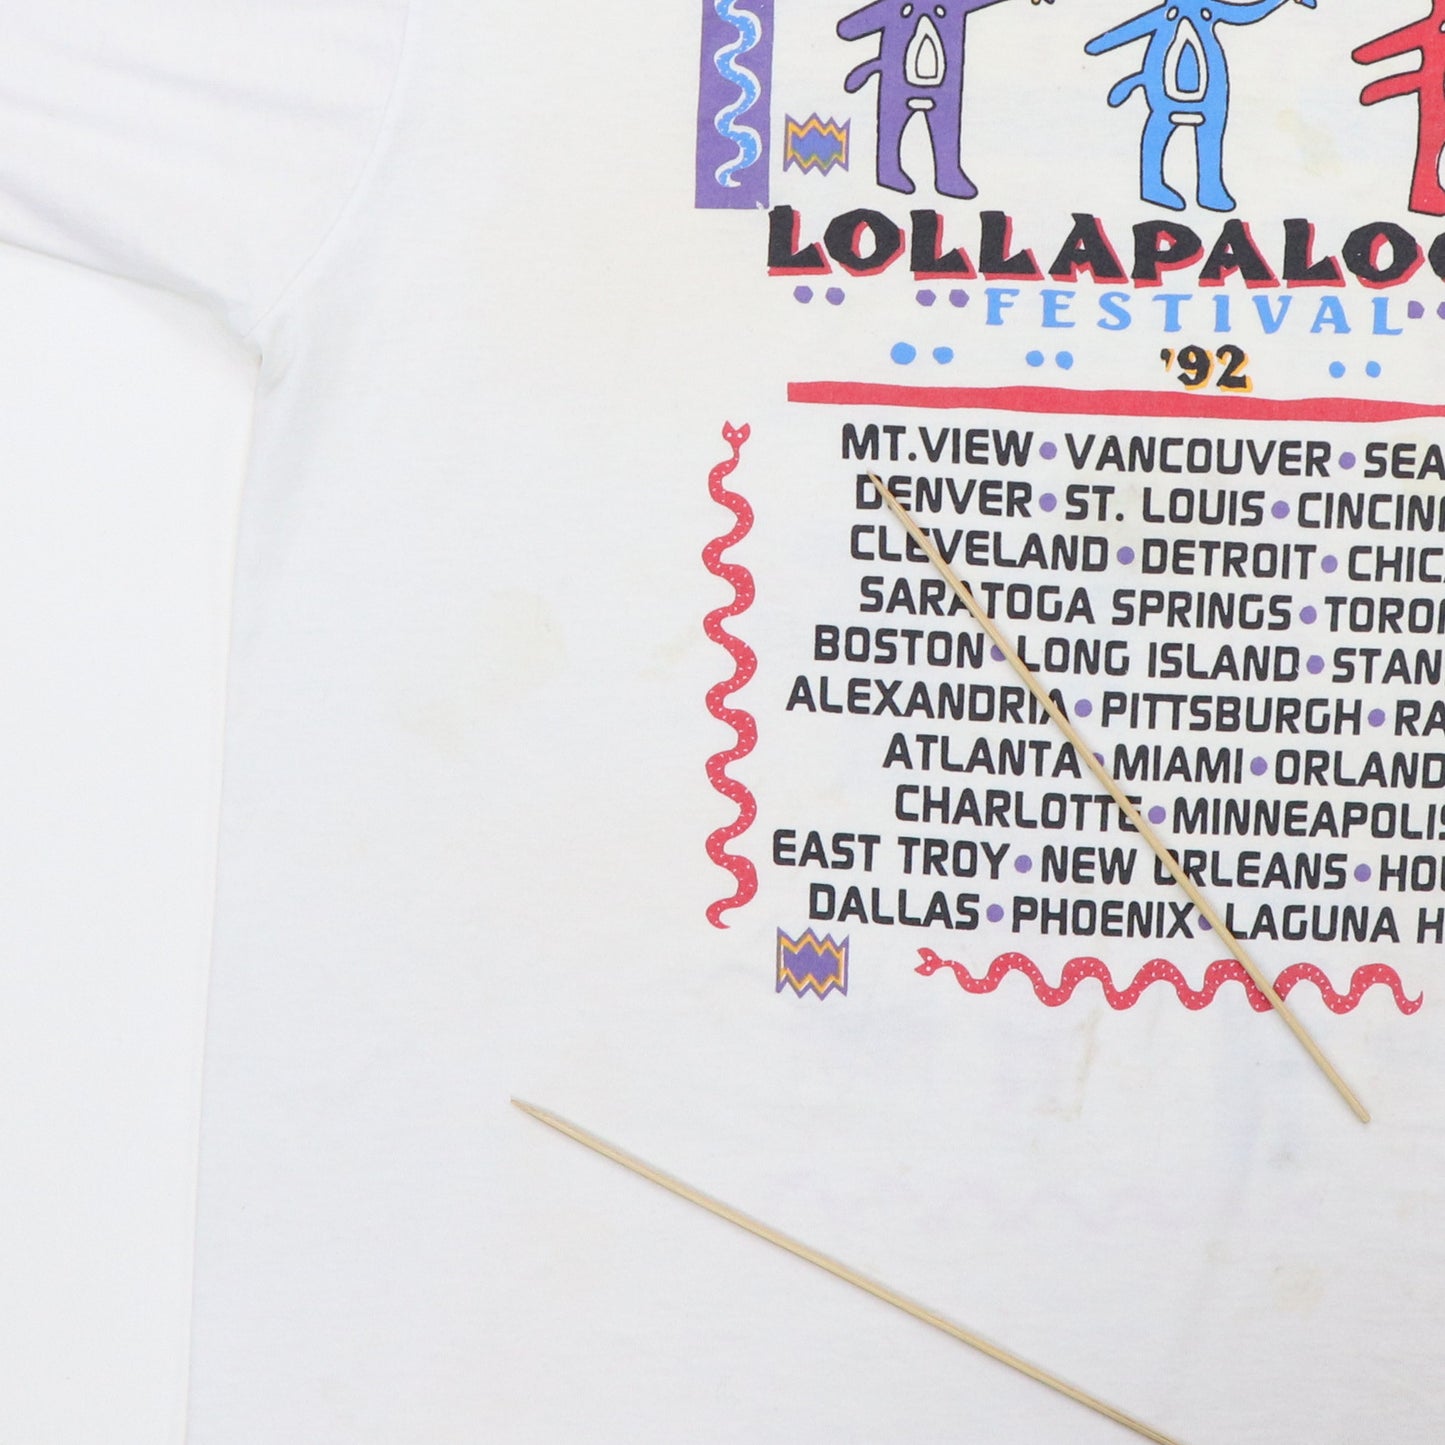 LOLLAPALOO
FESTIVAL
'92
MT.VIEW•VANCOUVER•SEA
DENVER•ST. LOUIS•CINCIN
CLEVELAND•DETROIT•CHIC
SARATOGA SPRINGS•TORO
BOSTON•LONG ISLAND•STAN
ALEXANDRIA•PITTSBURGH•RA
ATLANTA•MIAMI•ORLAND
CHARLOTTE•MINNEAPOLIS
EAST TROY•NEW ORLEANS•HO
DALLAS•PHOENIX•LAGUNA H